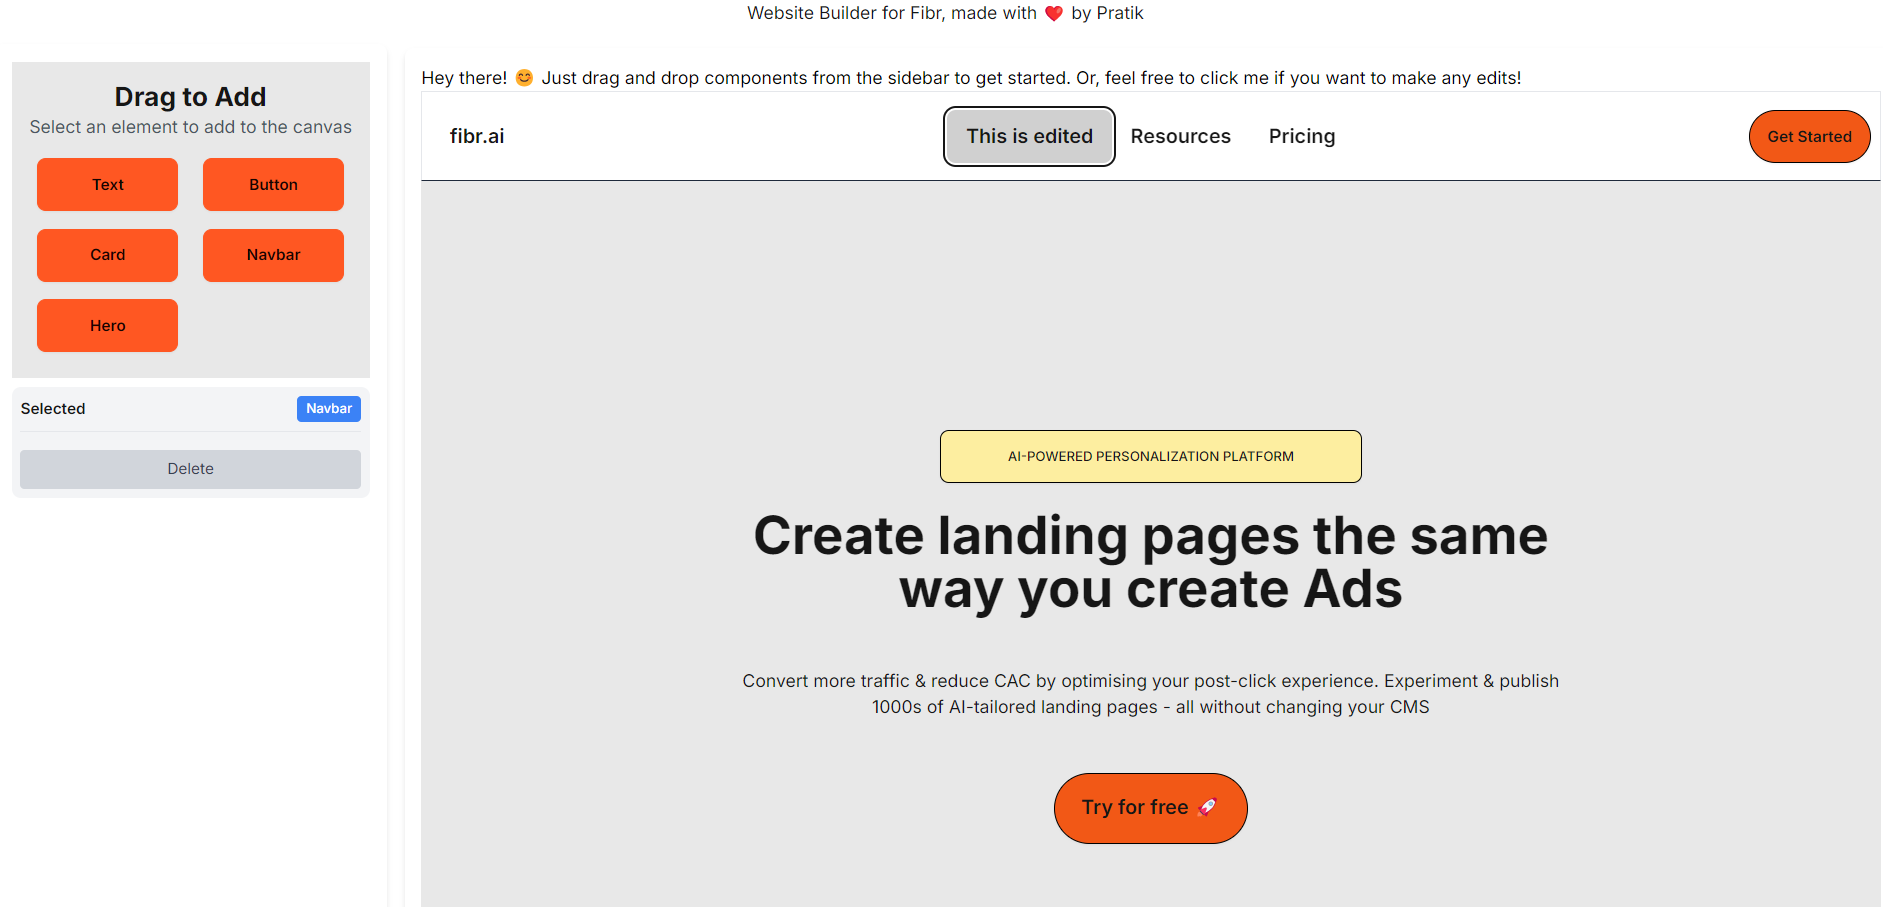 Website Builder for Fibr, made with ❤️ by Pratik
Drag to Add
Select an element to add to the canvas
Text
Button
Card
Navbar
Hero
Selected
Navbar
Delete
Hey there! 😊 Just drag and drop components from the sidebar to get started. Or, feel free to click me if you want to make any edits!
fibr.ai
This is edited
Resources
Pricing
Get Started
AI-POWERED PERSONALIZATION PLATFORM
Create landing pages the same
way you create Ads
Convert more traffic & reduce CAC by optimising your post-click experience. Experiment & publish
1000s of AI-tailored landing pages - all without changing your CMS
Try for free 🚀